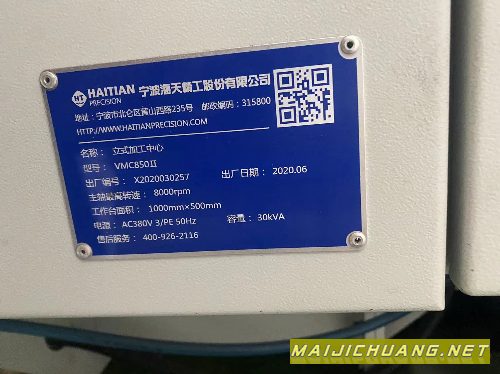 HT HAITIAN PRECISION 宁波海天精工股份有限公司
地址：宁波市北仑区黄山西路235号 邮政编码：315800
HTTP://WWW.HAITIANPRECISION.COM
名称：立式加工中心
型号：VMC850II
出厂编号：X2020030257 出厂日期：2020.06
主轴最高转速：8000rpm
工作台面积：1000mm×500mm
电源：AC380V 3/PE 50Hz 容量：30kVA
售后服务：400-926-2116
MAIJICHUANG.NET